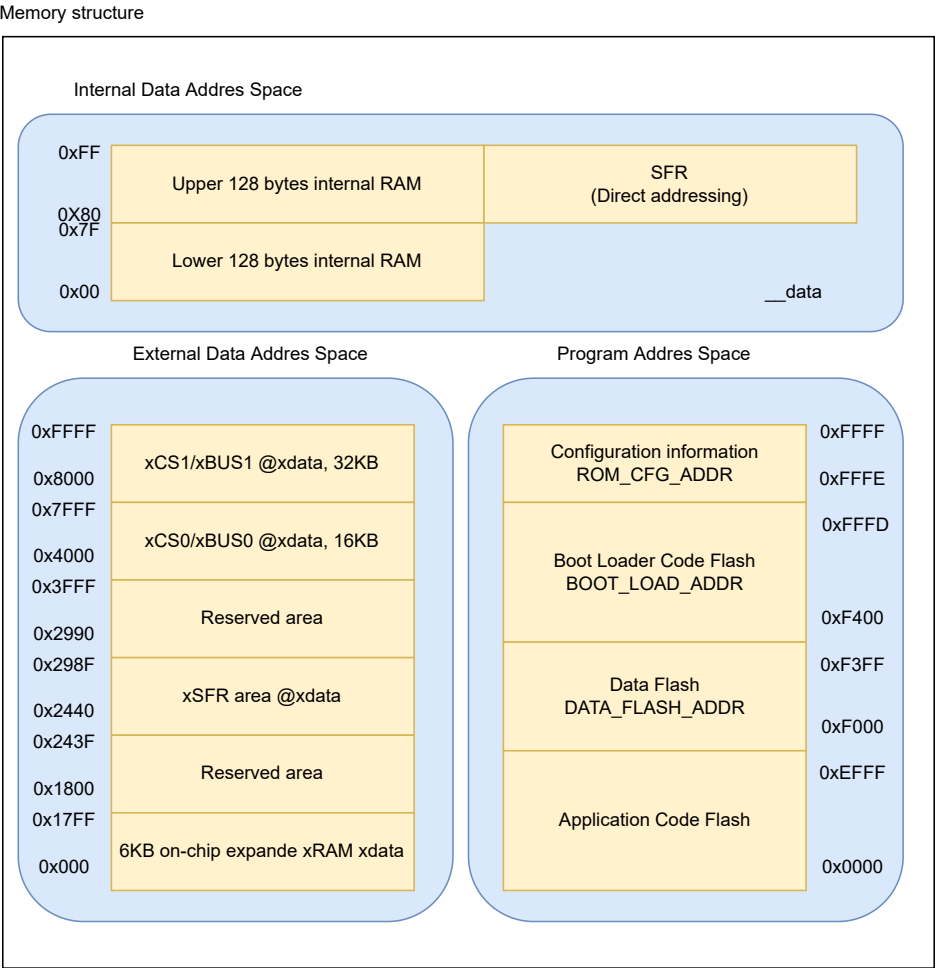 Memory structure
Internal Data Addres Space
0xFF
Upper 128 bytes internal RAM
SFR
(Direct addressing)
0X80
0x7F
Lower 128 bytes internal RAM
0x00
__data
External Data Addres Space
0xFFFF
xCS1/xBUS1 @xdata, 32KB
0x8000
0x7FFF
xCS0/xBUS0 @xdata, 16KB
0x4000
0x3FFF
Reserved area
0x2990
0x298F
xSFR area @xdata
0x2440
0x243F
Reserved area
0x1800
0x17FF
6KB on-chip expande xRAM xdata
0x000
Program Addres Space
0xFFFF
Configuration information
ROM_CFG_ADDR
0xFFFE
0xFFFD
Boot Loader Code Flash
BOOT_LOAD_ADDR
0xF400
0xF3FF
Data Flash
DATA_FLASH_ADDR
0xF000
0xEFFF
Application Code Flash
0x0000